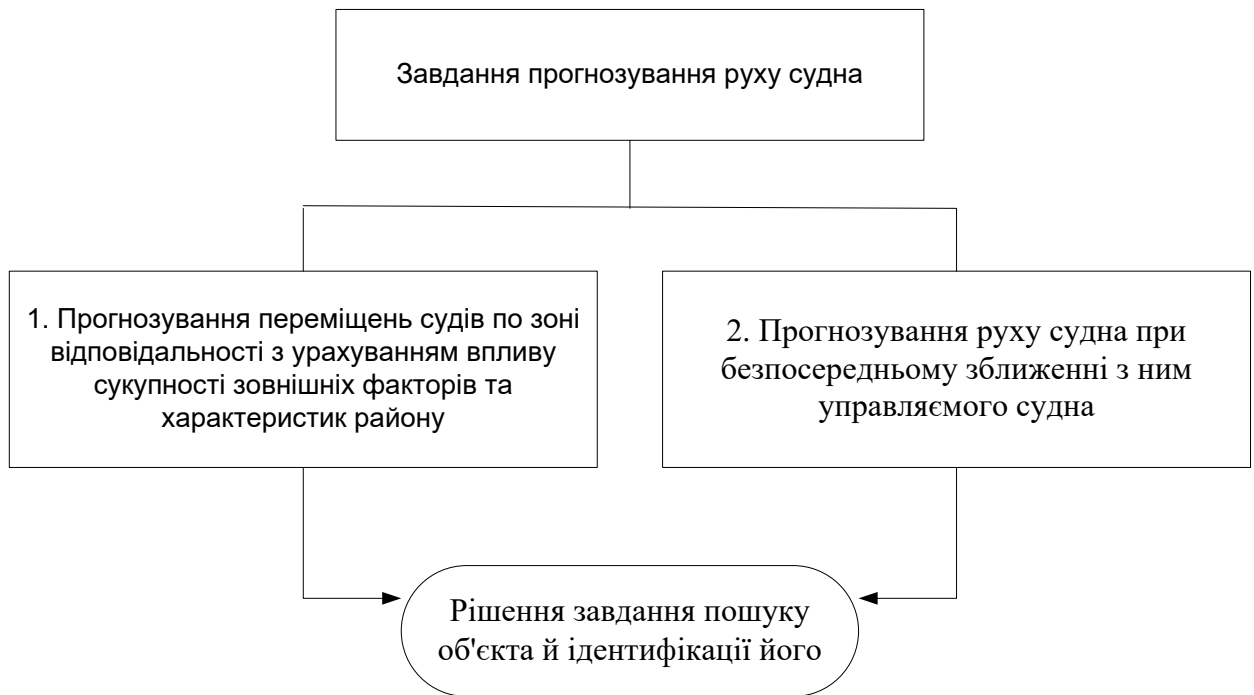 Завдання прогнозування руху судна
1. Прогнозування переміщень судів по зоні
відповідальності з урахуванням впливу
сукупності зовнішніх факторів та
характеристик району
2. Прогнозування руху судна при
безпосередньому зближенні з ним
управляємого судна
Рішення завдання пошуку
об'єкта й ідентифікації його